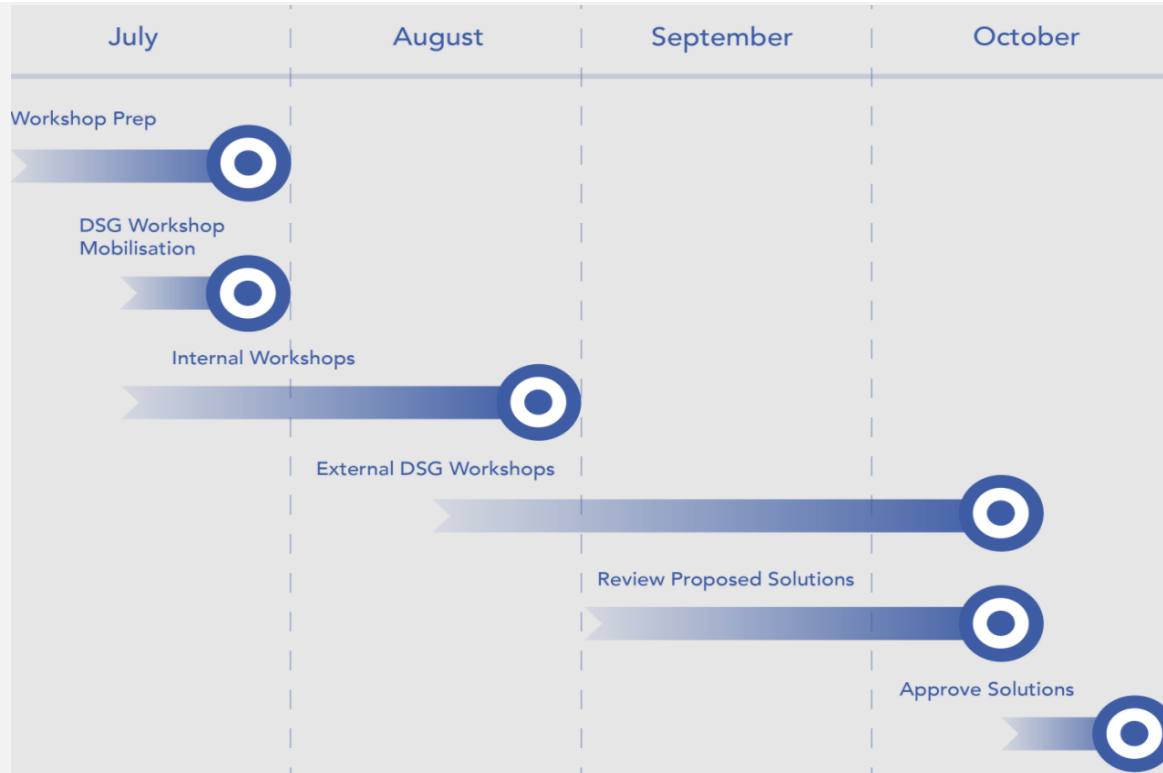 July August September October
Workshop Prep
DSG Workshop
Mobilisation
Internal Workshops
External DSG Workshops
Review Proposed Solutions
Approve Solutions